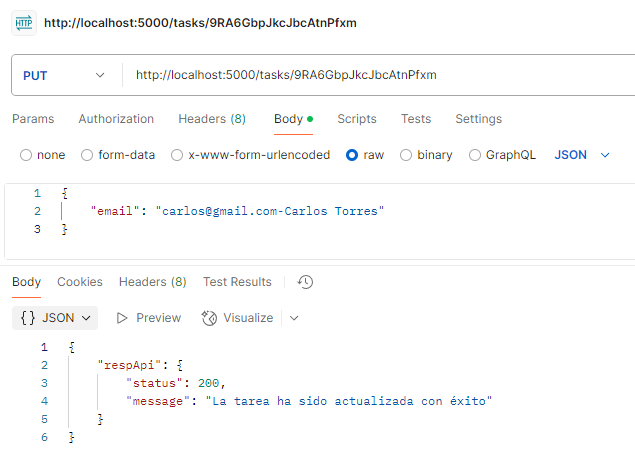 HTTP http://localhost:5000/tasks/9RA6GbpJkcJbcAtnPfxm
PUT http://localhost:5000/tasks/9RA6GbpJkcJbcAtnPfxm
Params Authorization Headers (8) Body Scripts Tests Settings
none form-data x-www-form-urlencoded raw binary GraphQL JSON
1 {
2 "email": "carlos@gmail.com-Carlos Torres"
3 }
Body Cookies Headers (8) Test Results
{} JSON Preview Visualize
1 {
2 "respApi": {
3 "status": 200,
4 "message": "La tarea ha sido actualizada con éxito"
5 }
6 }